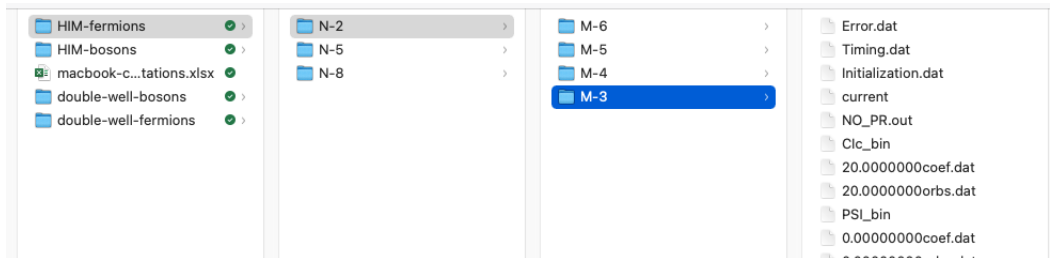 HIM-fermions
HIM-bosons
macbook-c...tations.xlsx
double-well-bosons
double-well-fermions
N-2
N-5
N-8
M-6
M-5
M-4
M-3
Error.dat
Timing.dat
Initialization.dat
current
NO_PR.out
CIc_bin
20.0000000coef.dat
20.0000000orbs.dat
PSI_bin
0.00000000coef.dat